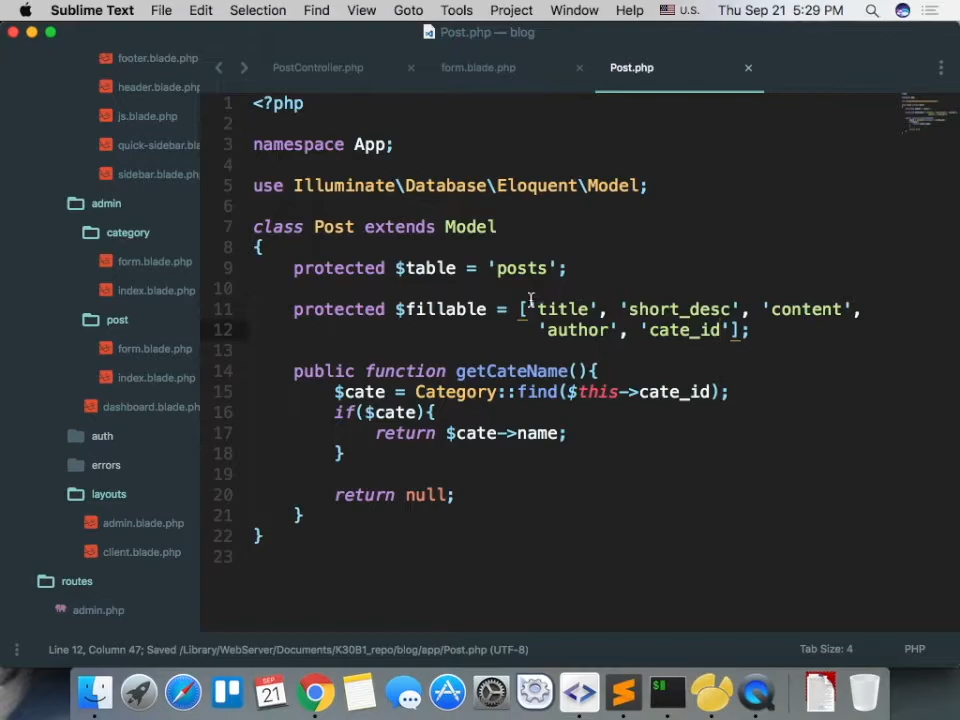 Sublime Text File Edit Selection Find View Goto Tools Project Window Help U.S. Thu Sep 21 5:29 PM
Post.php — blog
PostController.php × form.blade.php × Post.php ×
footer.blade.php
header.blade.php
js.blade.php
quick-sidebar.bla
sidebar.blade.ph
admin
category
form.blade.php
index.blade.php
post
form.blade.php
index.blade.php
dashboard.blade.ph
auth
errors
layouts
admin.blade.php
client.blade.php
routes
admin.php
1 <?php
2
3 namespace App;
4
5 use Illuminate\Database\Eloquent\Model;
6
7 class Post extends Model
8 {
9 protected $table = 'posts';
10
11 protected $fillable = ['title', 'short_desc', 'content',
12 'author', 'cate_id'];
13
14 public function getCateName(){
15 $cate = Category::find($this->cate_id);
16 if($cate){
17 return $cate->name;
18 }
19
20 return null;
21 }
22 }
23
Line 12, Column 47; Saved /Library/WebServer/Documents/K30B1_repo/blog/app/Post.php (UTF-8) Tab Size: 4 PHP
SEP
21